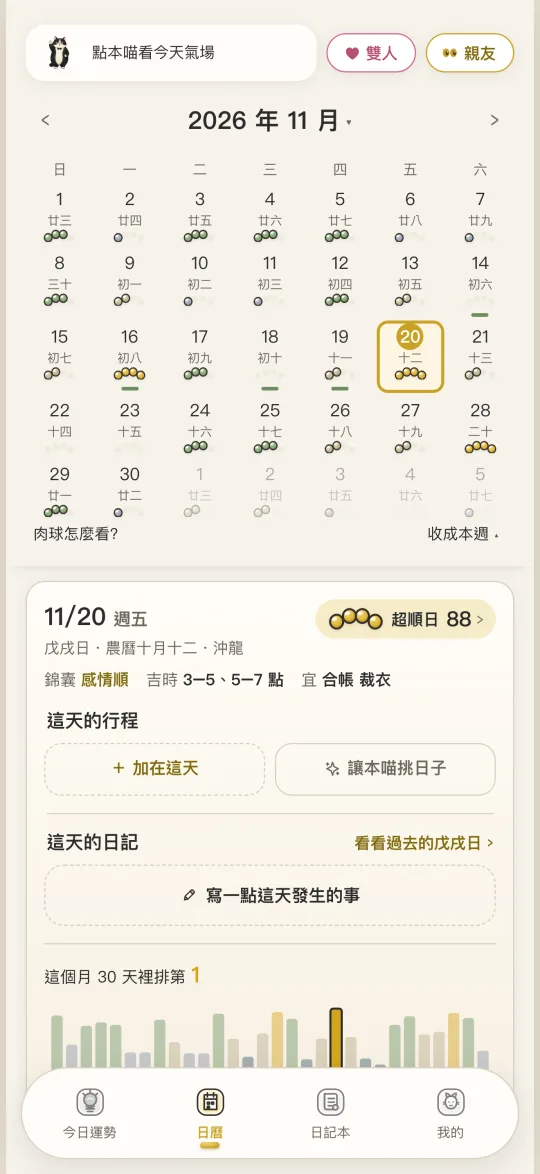 點本喵看今天氣場
雙人
親友
< 2026 年 11 月 ▾ >
日 一 二 三 四 五 六
1 2 3 4 5 6 7
廿三 廿四 廿五 廿六 廿七 廿八 廿九
8 9 10 11 12 13 14
三十 初一 初二 初三 初四 初五 初六
15 16 17 18 19 20 21
初七 初八 初九 初十 十一 十二 十三
22 23 24 25 26 27 28
十四 十五 十六 十七 十八 十九 二十
29 30 1 2 3 4 5
廿一 廿二 廿三 廿四 廿五 廿六 廿七
肉球怎麼看? 收成本週
11/20 週五 超順日 88 >
戊戌日 · 農曆十月十二 · 沖龍
錦囊 感情順 吉時 3–5、5–7 點 宜 合帳 裁衣
這天的行程
+ 加在這天 讓本喵挑日子
這天的日記 看看過去的戊戌日 >
寫一點這天發生的事
這個月 30 天裡排第 1
今日運勢 日曆 日記本 我的